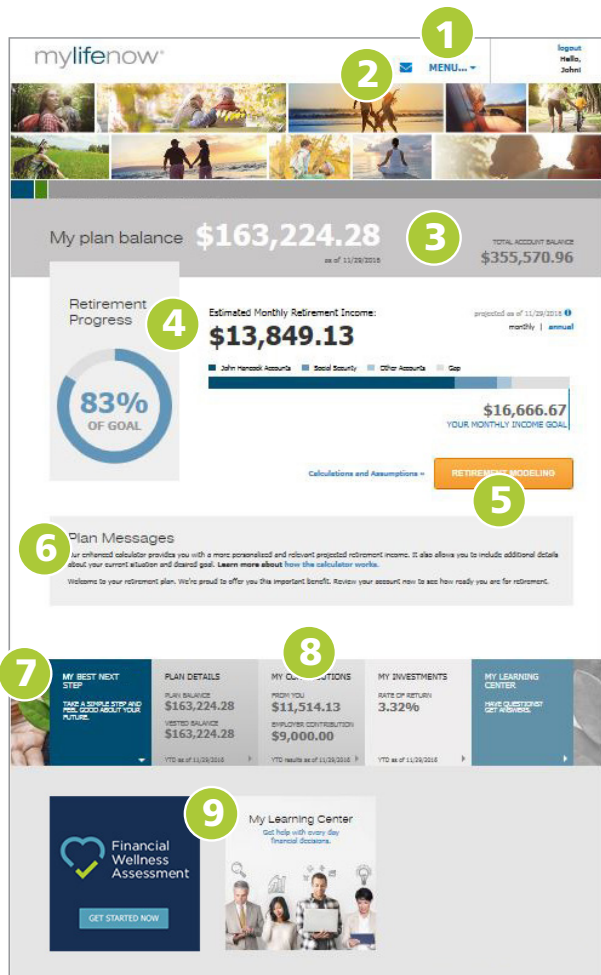 1
mylifenow
2
MENU...
logout
Hello,
John!
My plan balance $163,224.28
as of 11/29/2016
3
TOTAL ACCOUNT BALANCE
$355,570.96
Retirement
Progress
83%
OF GOAL
4
Estimated Monthly Retirement Income:
$13,849.13
projected as of 11/29/2016
monthly | annual
John Hancock Accounts Social Security Other Accounts Gap
$16,666.67
YOUR MONTHLY INCOME GOAL
Calculations and Assumptions »
RETIREMENT MODELING
5
6
Plan Messages
enhanced calculator provides you with a more personalized and relevant projected retirement income. It also allows you to include additional details
about your current situation and desired goal. Learn more about how the calculator works.
Welcome to your retirement plan. We're proud to offer you this important benefit. Review your account now to see how ready you are for retirement.
7
MY BEST NEXT
STEP
TAKE A SIMPLE STEP AND
FEEL GOOD ABOUT YOUR
FUTURE.
PLAN DETAILS
PLAN BALANCE
$163,224.28
VESTED BALANCE
$163,224.28
YTD as of 11/29/2016
8
MY CONTRIBUTIONS
FROM YOU
$11,514.13
EMPLOYER CONTRIBUTION
$9,000.00
YTD results as of 11/29/2016
MY INVESTMENTS
RATE OF RETURN
3.32%
YTD as of 11/29/2016
MY LEARNING
CENTER
HAVE QUESTIONS?
GET ANSWERS.
Financial
Wellness
Assessment
GET STARTED NOW
9
My Learning Center
Get help with every day
financial decisions.